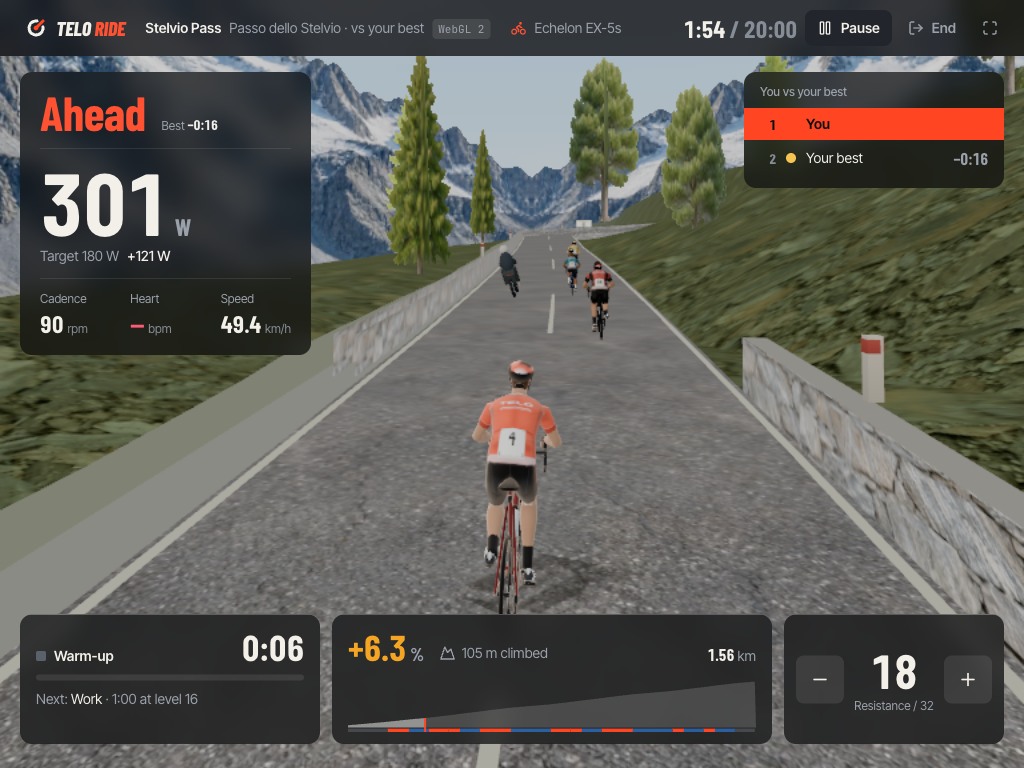 TELO RIDE Stelvio Pass Passo dello Stelvio · vs your best WebGL 2 Echelon EX-5s 1:54 / 20:00 Pause End
Ahead Best −0:16
301 W
Target 180 W +121 W
Cadence Heart Speed
90 rpm — bpm 49.4 km/h
You vs your best
1 You
2 Your best −0:16
TELO
4
Warm-up 0:06
Next: Work · 1:00 at level 16
+6.3 % 105 m climbed 1.56 km
− 18 +
Resistance / 32